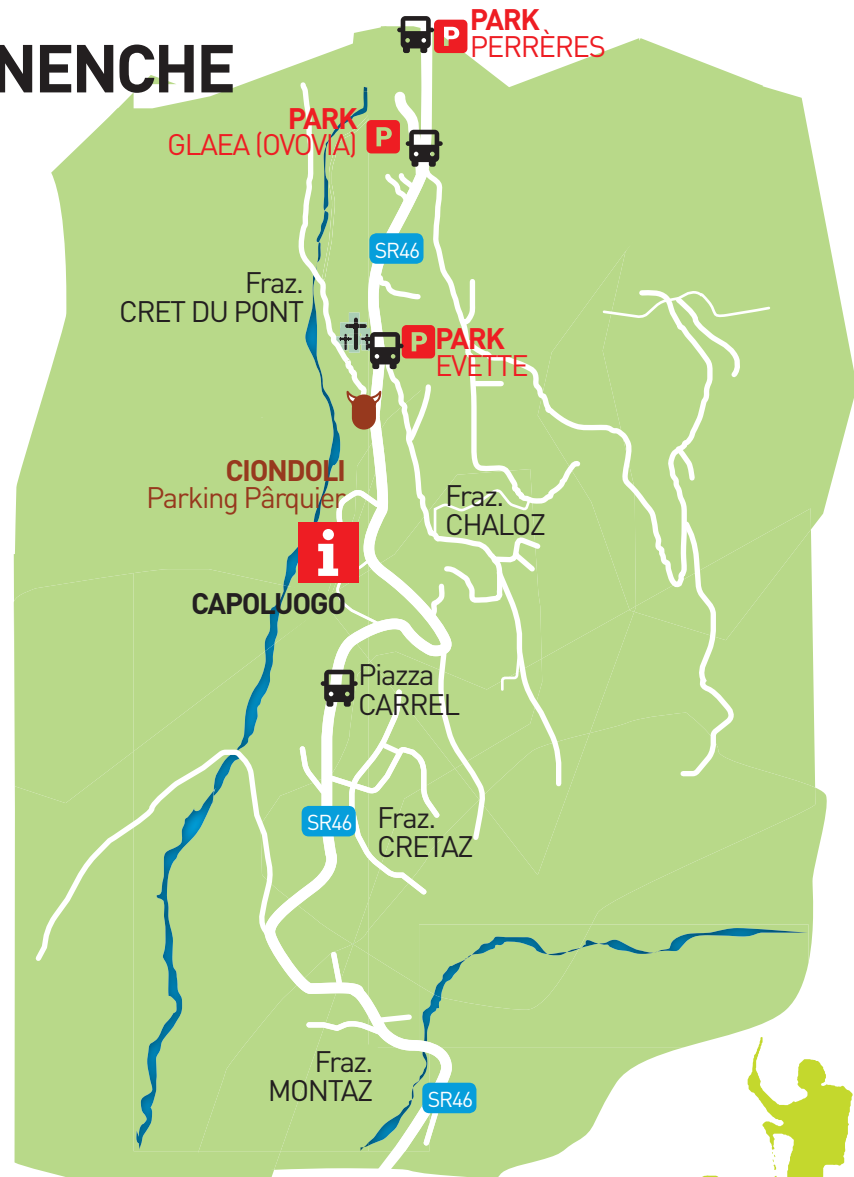 NENCHE
P
PARK
PERRÈRES
PARK
GLAEA (OVOVIA)
P
SR46
Fraz.
CRET DU PONT
P
PARK
EVETTE
CIONDOLI
Parking Pârquier
Fraz.
CHALOZ
i
CAPOLUOGO
Piazza
CARREL
SR46
Fraz.
CRETAZ
Fraz.
MONTAZ
SR46